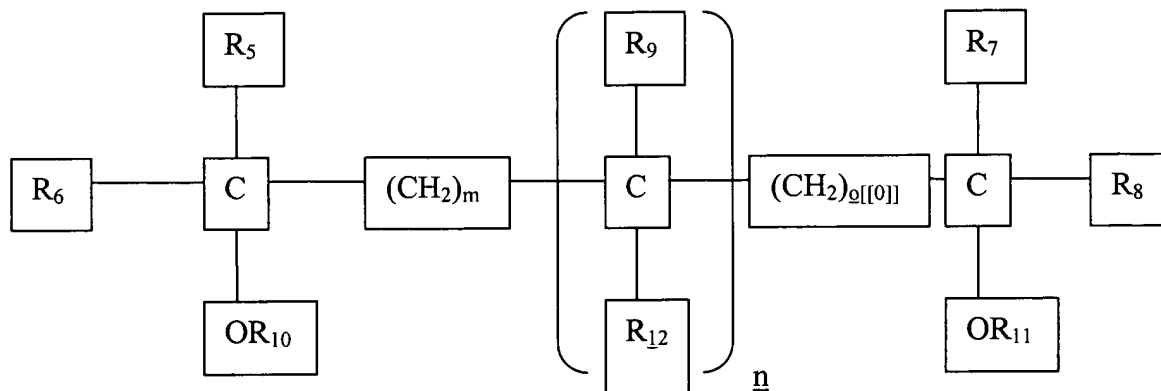 R5 R9 R7
R6 C (CH2)m C (CH2)o[[0]] C R8
OR10 R12 OR11
n